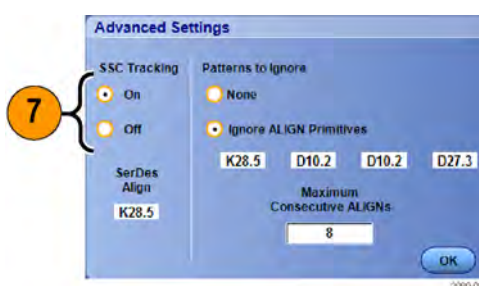 Advanced Settings
SSC Tracking
On
Off
SerDes
Align
K28.5
Patterns to Ignore
None
Ignore ALIGN Primitives
K28.5 D10.2 D10.2 D27.3
Maximum
Consecutive ALIGNs
8
OK
7